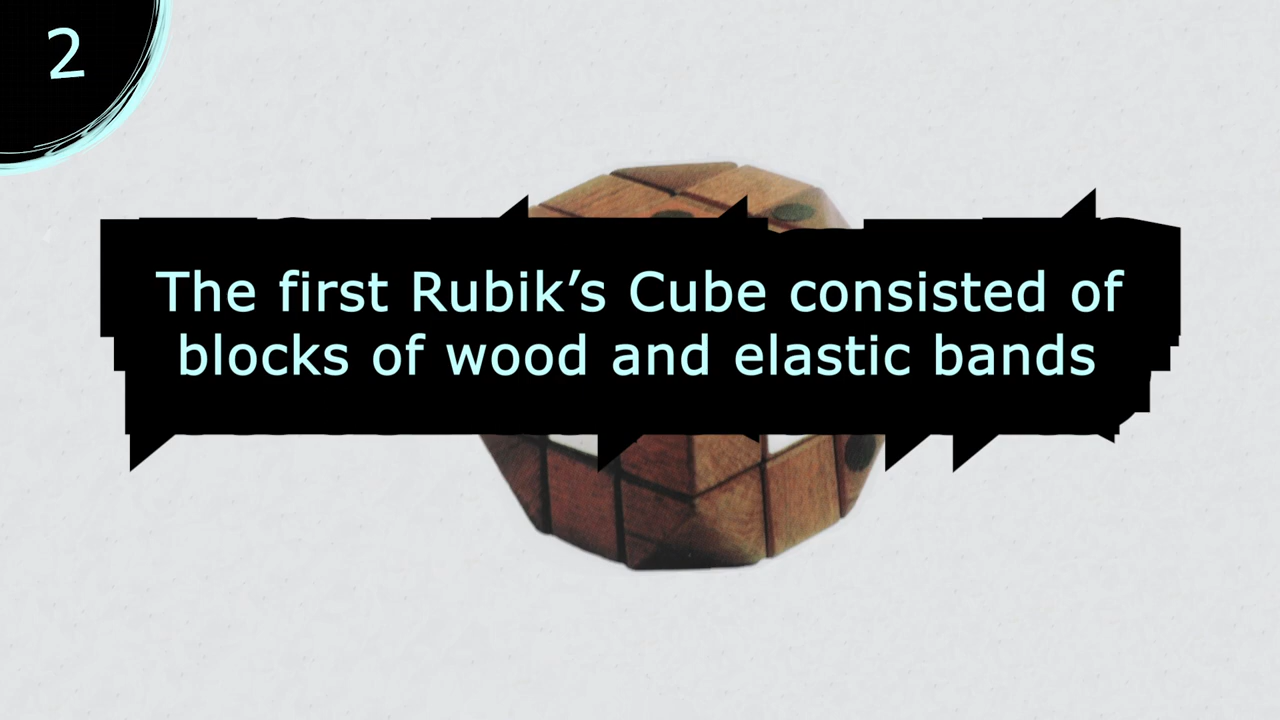 2
The first Rubik’s Cube consisted of
blocks of wood and elastic bands